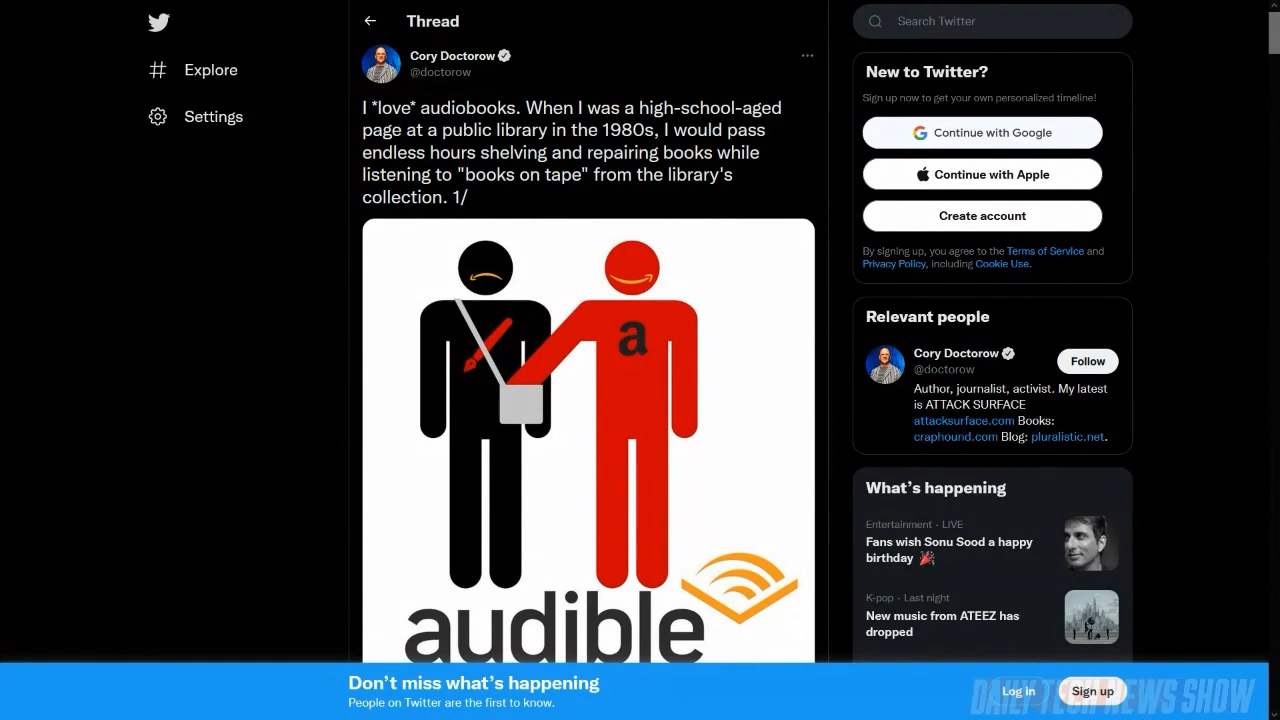 Explore
Settings
Thread
Cory Doctorow
@doctorow
I *love* audiobooks. When I was a high-school-aged
page at a public library in the 1980s, I would pass
endless hours shelving and repairing books while
listening to "books on tape" from the library's
collection. 1/
a
audible
Search Twitter
New to Twitter?
Sign up now to get your own personalized timeline!
Continue with Google
Continue with Apple
Create account
By signing up, you agree to the Terms of Service and
Privacy Policy, including Cookie Use.
Relevant people
Cory Doctorow
@doctorow
Follow
Author, journalist, activist. My latest
is ATTACK SURFACE
attacksurface.com Books:
craphound.com Blog: pluralistic.net.
What's happening
Entertainment · LIVE
Fans wish Sonu Sood a happy
birthday 🎉
K-pop · Last night
New music from ATEEZ has
dropped
Don't miss what's happening
People on Twitter are the first to know.
Log in
Sign up
DAILY TECH NEWS SHOW